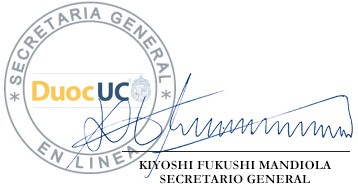 SECRETARIA GENERAL
DuocUC
EN LINEA
KIYOSHI FUKUSHI MANDIOLA
SECRETARIO GENERAL